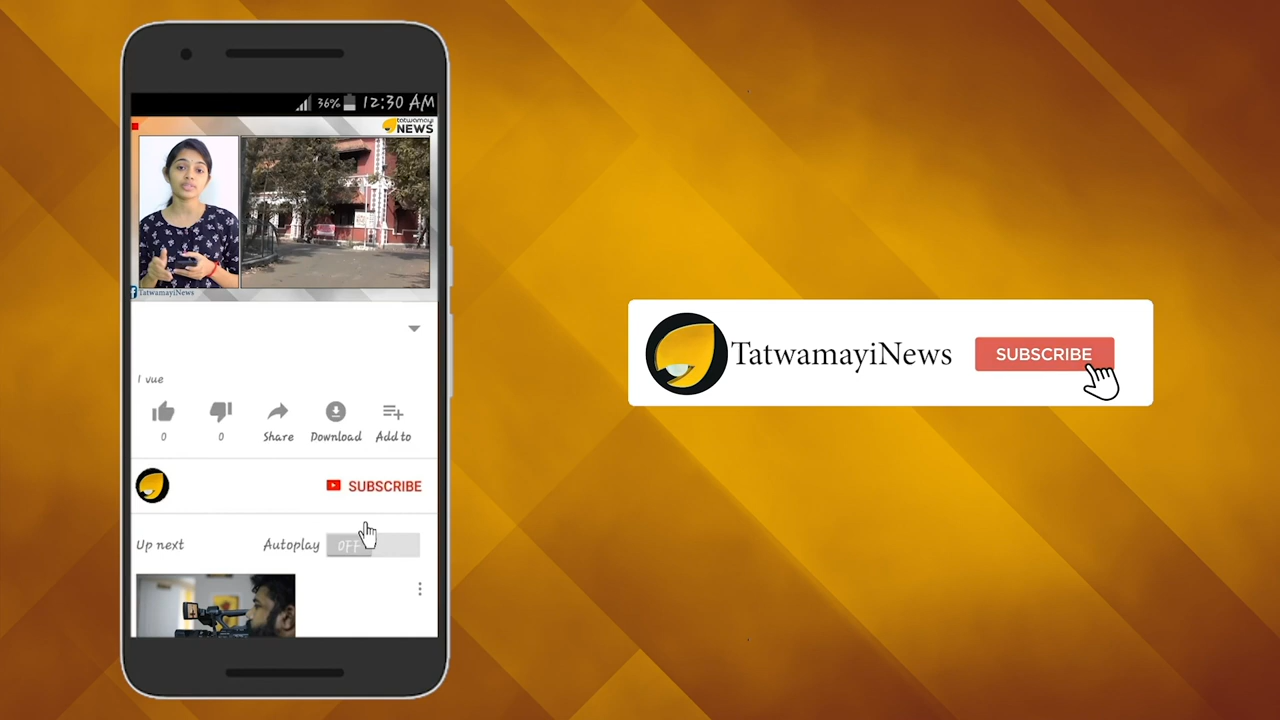 36% 12:30 AM
tatwamayi
NEWS
TatwamayiNews
1 vue
0 0 Share Download Add to
SUBSCRIBE
Up next Autoplay OFF
TatwamayiNews SUBSCRIBE